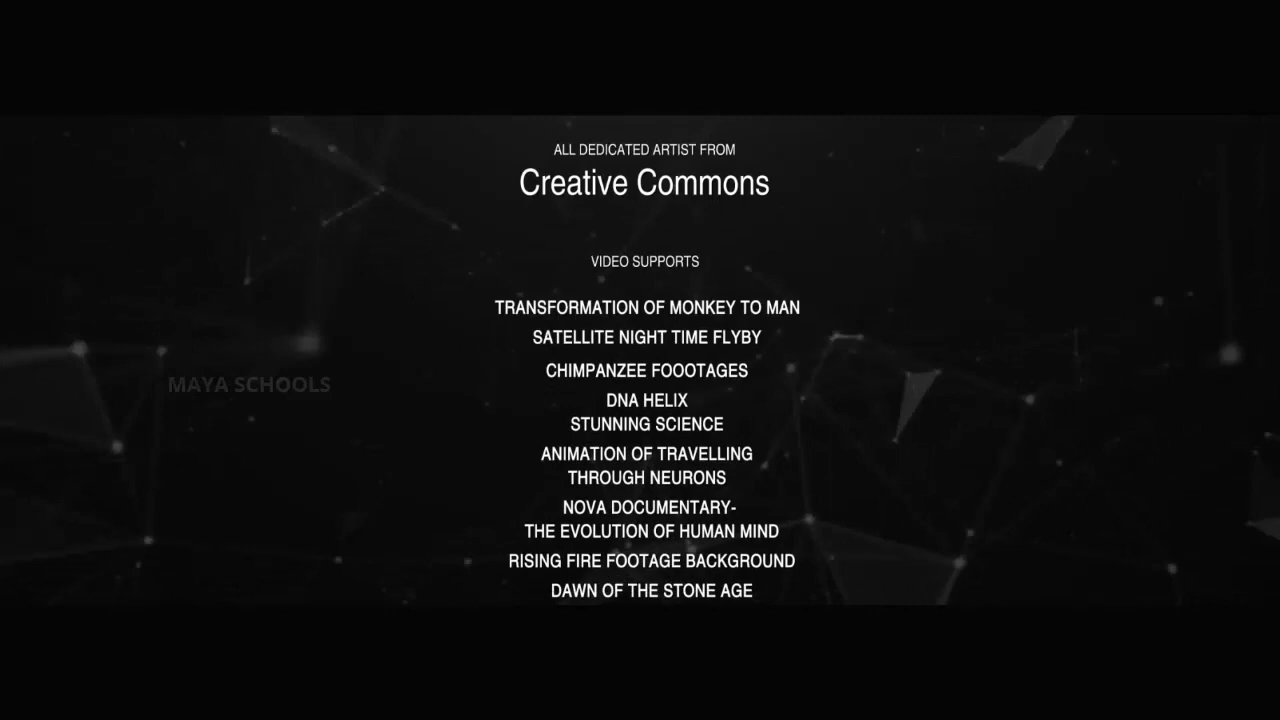 ALL DEDICATED ARTIST FROM
Creative Commons
VIDEO SUPPORTS
TRANSFORMATION OF MONKEY TO MAN
SATELLITE NIGHT TIME FLYBY
CHIMPANZEE FOOOTAGES
MAYA SCHOOLS
DNA HELIX
STUNNING SCIENCE
ANIMATION OF TRAVELLING
THROUGH NEURONS
NOVA DOCUMENTARY-
THE EVOLUTION OF HUMAN MIND
RISING FIRE FOOTAGE BACKGROUND
DAWN OF THE STONE AGE